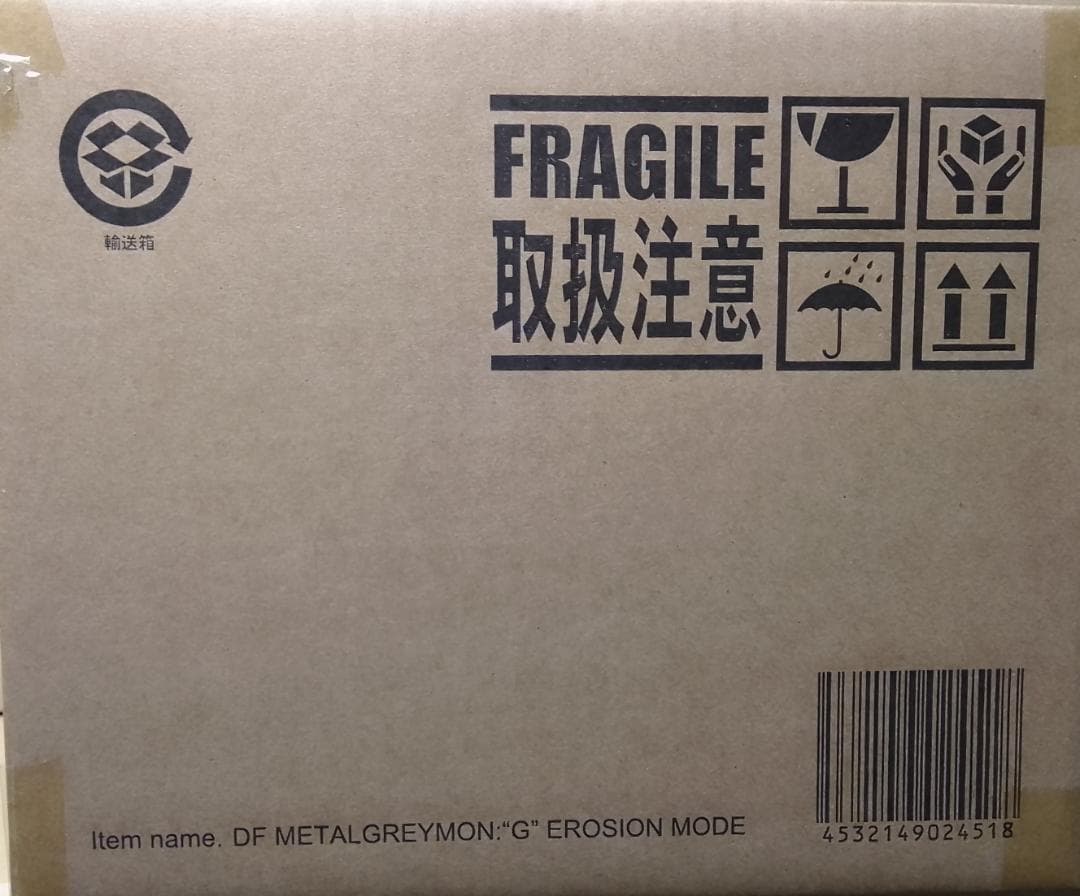 FRAGILE
取扱注意
輸送箱
Item name. DF METALGREYMON:“G” EROSION MODE
4532149024518